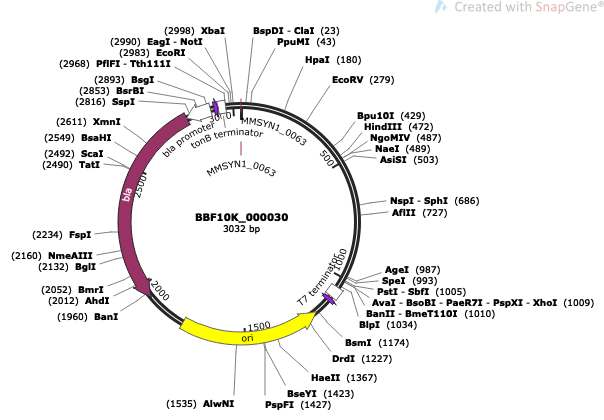 Created with SnapGene®
(2998) XbaI
(2990) EagI - NotI
(2983) EcoRI
(2968) PflFI - Tth111I
(2893) BsgI
(2853) BsrBI
(2816) SspI
(2611) XmnI
(2549) BsaHI
(2492) ScaI
(2490) TatI
(2234) FspI
(2160) NmeAIII
(2132) BglI
(2052) BmrI
(2012) AhdI
(1960) BanI
(1535) AlwNI
BspDI - ClaI (23)
PpuMI (43)
HpaI (180)
EcoRV (279)
Bpu10I (429)
HindIII (472)
NgoMIV (487)
NaeI (489)
AsiSI (503)
NspI - SphI (686)
AflII (727)
AgeI (987)
SpeI (993)
PstI - SbfI (1005)
AvaI - BsoBI - PaeR7I - PspXI - XhoI (1009)
BanII - BmeT110I (1010)
BlpI (1034)
BsmI (1174)
DrdI (1227)
HaeII (1367)
BseYI (1423)
PspFI (1427)
bla promoter
tonB terminator
MMSYN1_0063
MMSYN1_0063
T7 terminator
bla
ori
500
1000
1500
2000
2500
3000
BBF10K_000030
3032 bp